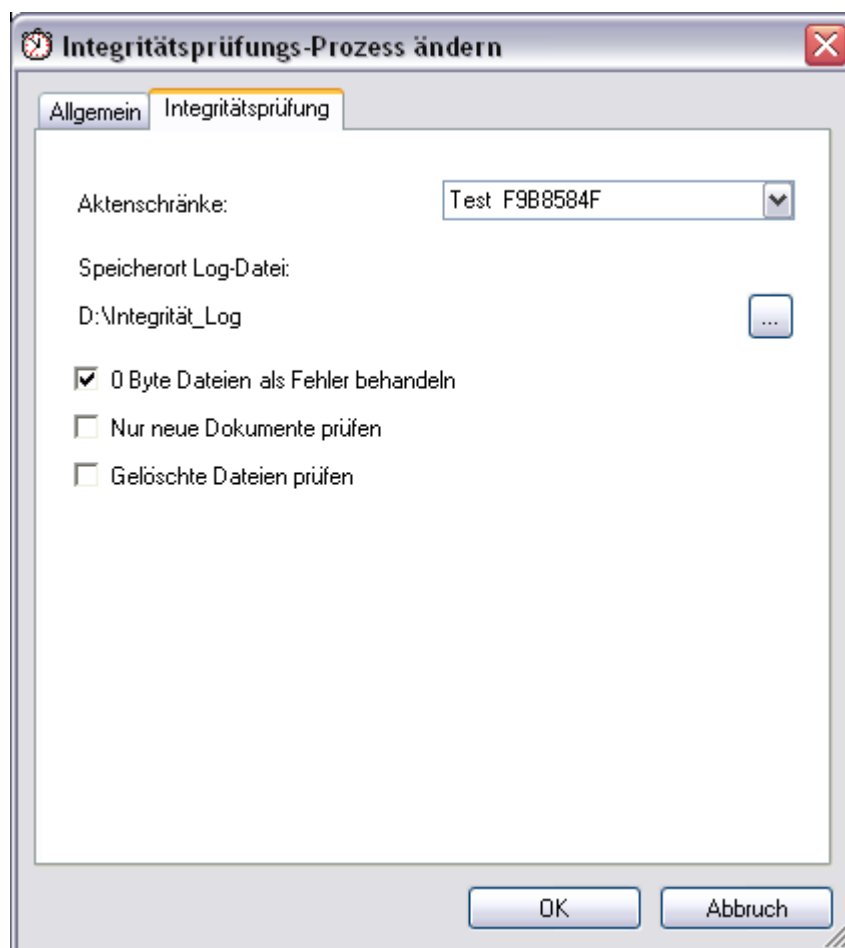 Integritätsprüfungs-Prozess ändern
Allgemein Integritätsprüfung
Aktenschränke: Test F9B8584F
Speicherort Log-Datei:
D:\Integrität_Log ...
0 Byte Dateien als Fehler behandeln
Nur neue Dokumente prüfen
Gelöschte Dateien prüfen
OK Abbruch